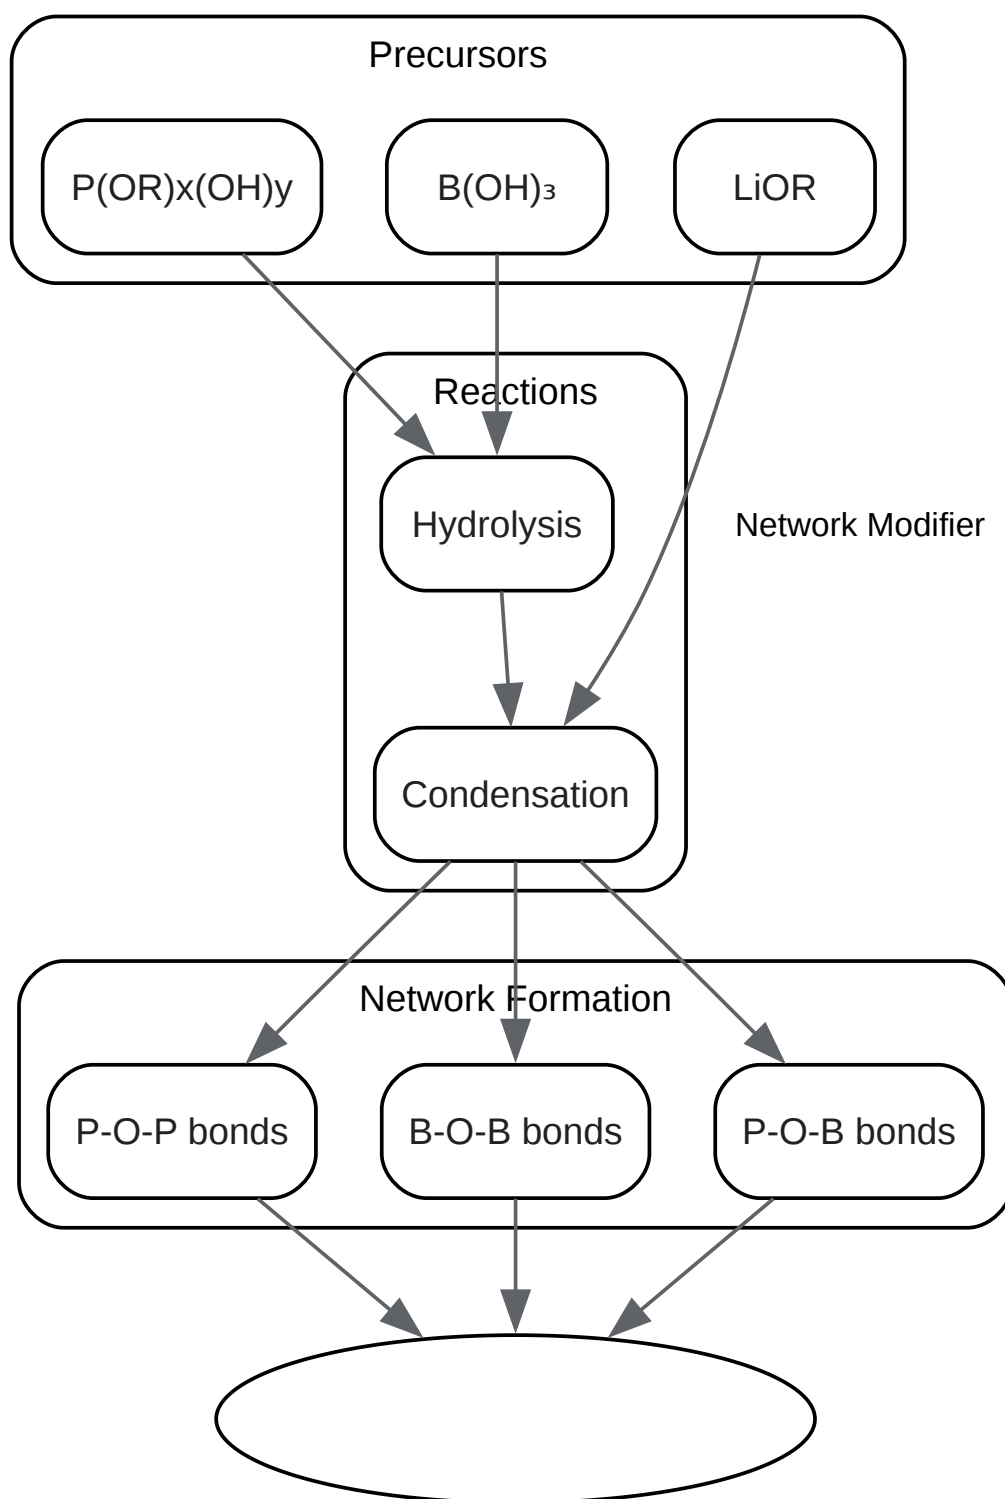 Precursors
P(OR)x(OH)y
B(OH)₃
LiOR
Reactions
Hydrolysis
Network Modifier
Condensation
Network Formation
P-O-P bonds
B-O-B bonds
P-O-B bonds